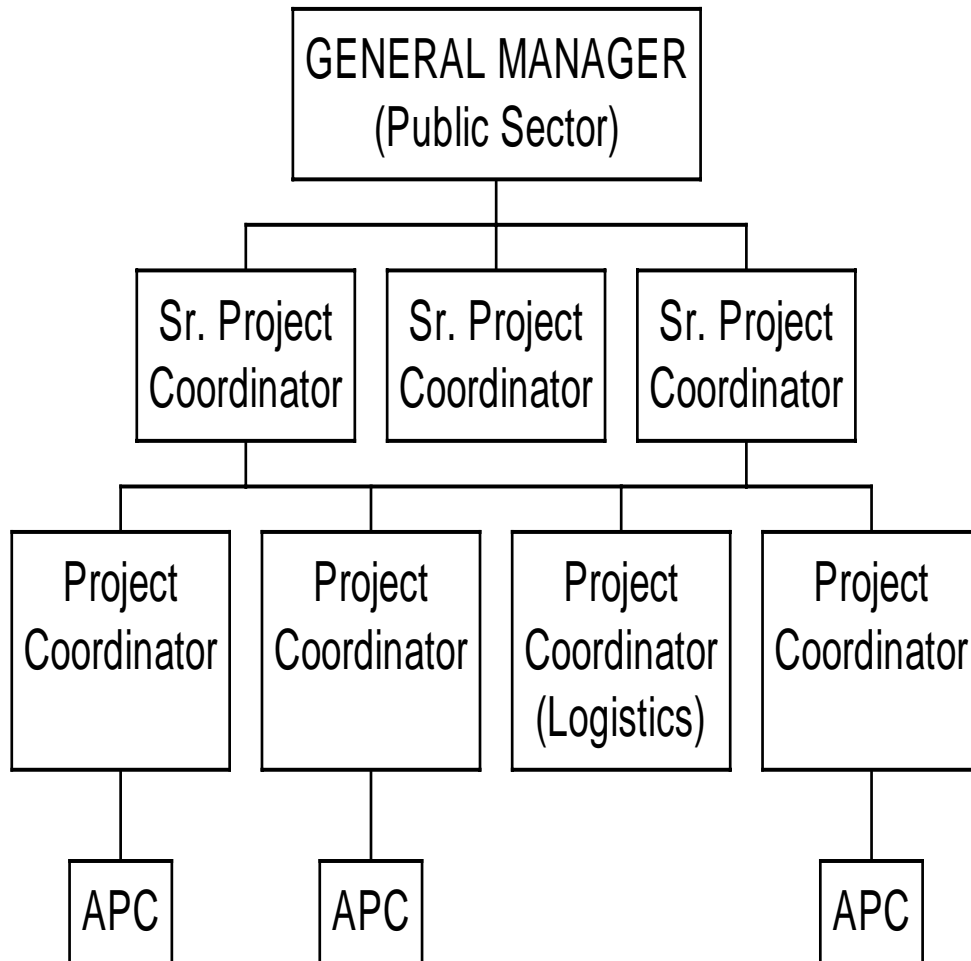 GENERAL MANAGER
(Public Sector)
Sr. Project
Coordinator
Sr. Project
Coordinator
Sr. Project
Coordinator
Project
Coordinator
Project
Coordinator
Project
Coordinator
(Logistics)
Project
Coordinator
APC
APC
APC